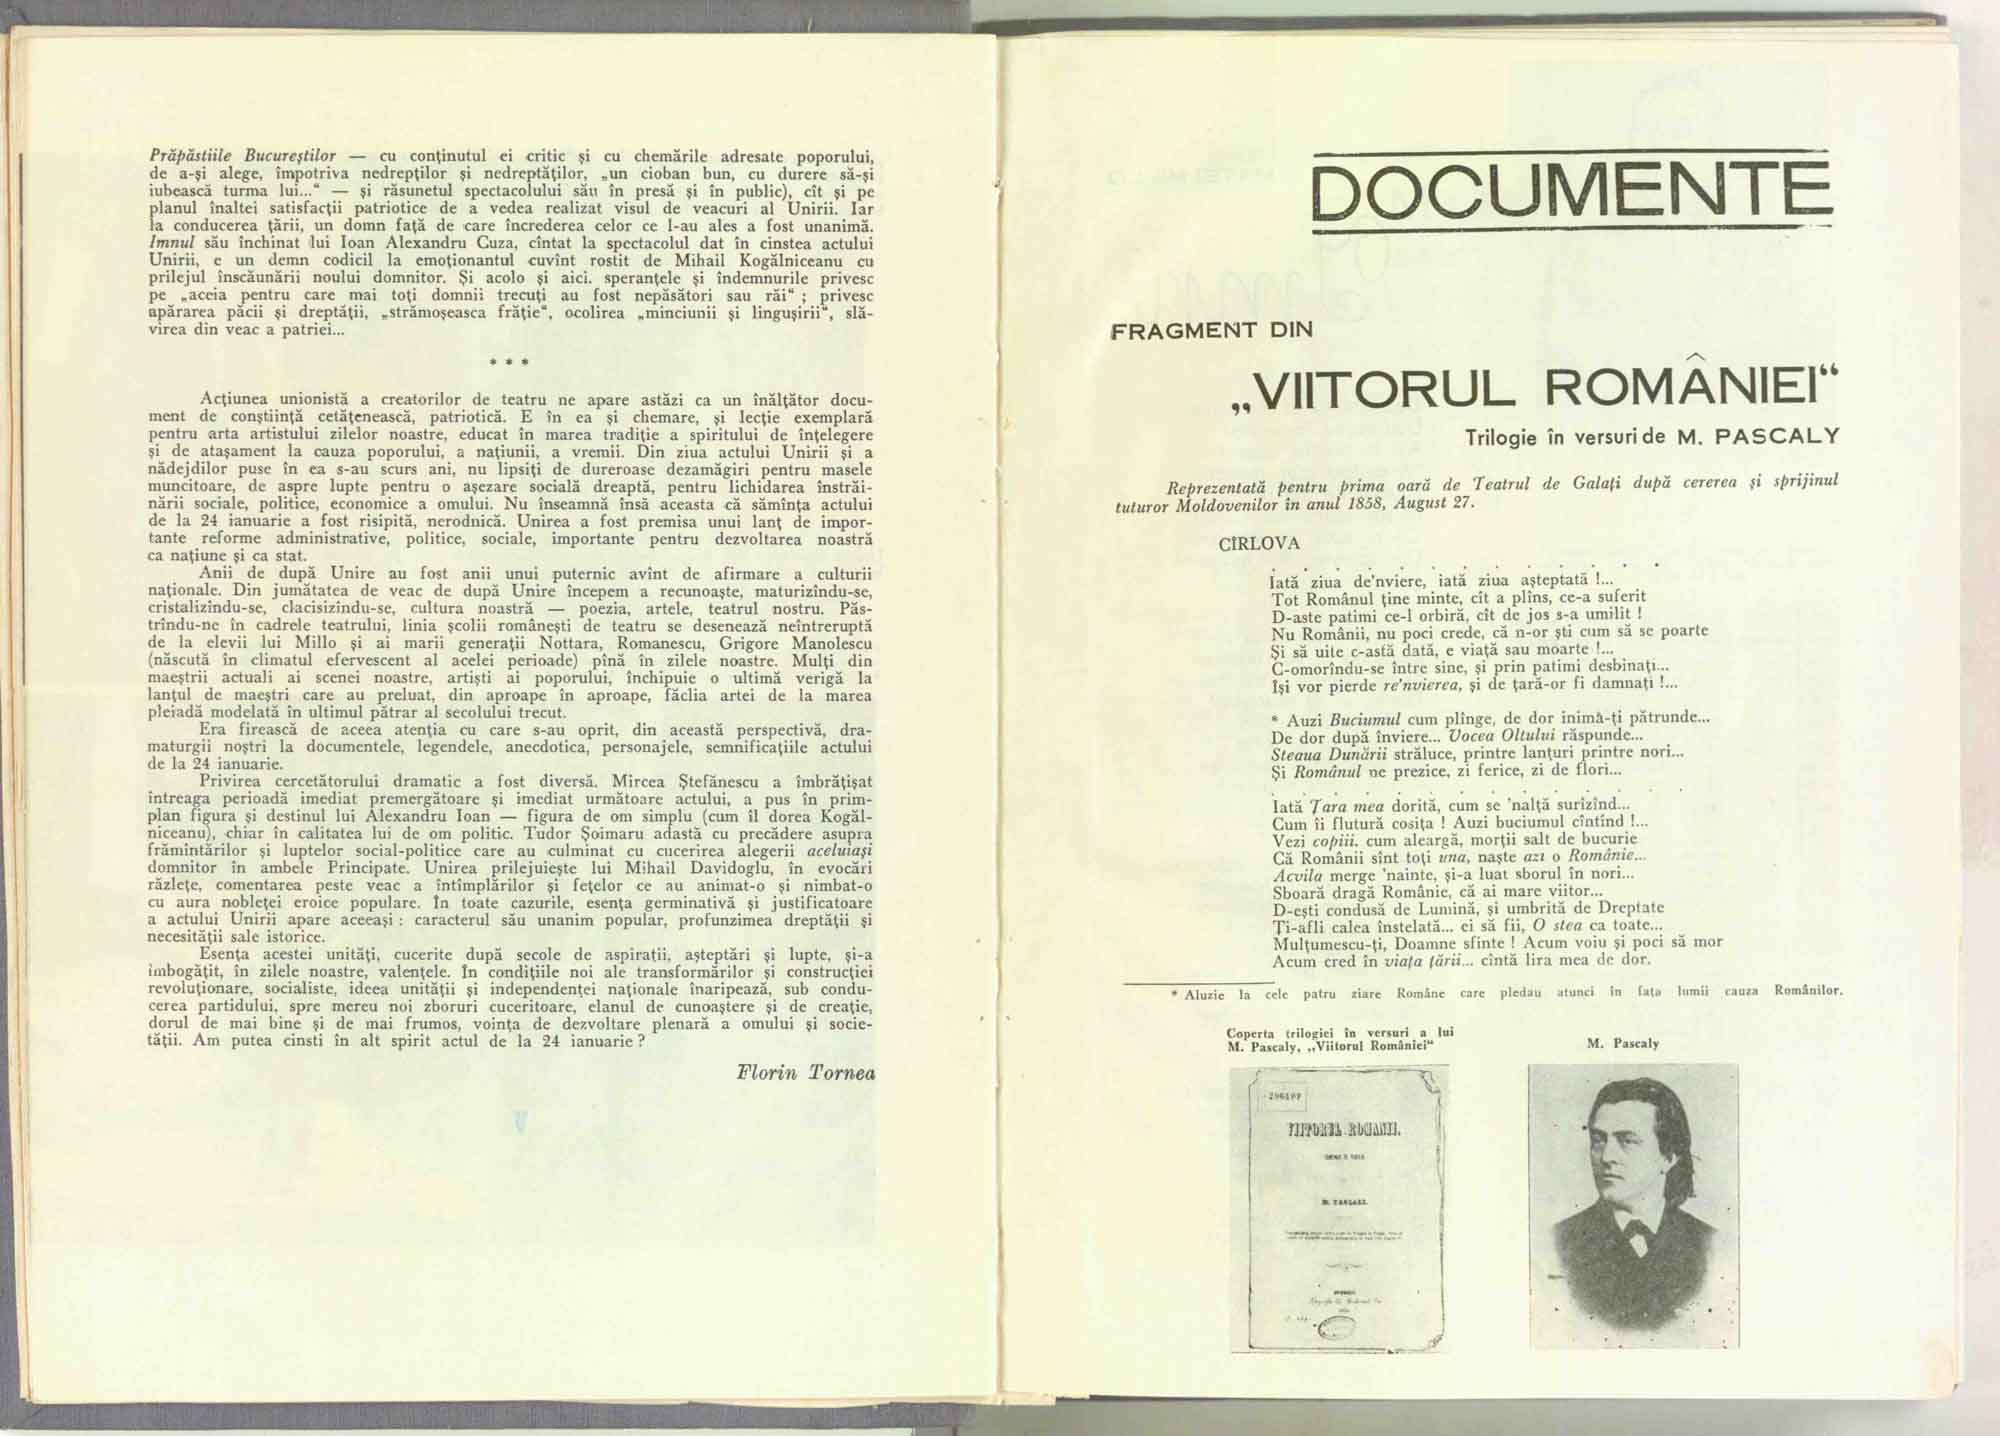 Prăpăstiile Bucureştilor — cu conţinutul ei critic şi cu chemările adresate poporului,
de a-şi alege, împotriva nedrepţilor şi nedreptăţilor, „un cioban bun, cu durere să-şi
iubească turma lui...“ — şi răsunetul spectacolului său în presă şi în public), cît şi pe
planul înaltei satisfacţii patriotice de a vedea realizat visul de veacuri al Unirii. Iar
la conducerea ţării, un domn faţă de care încrederea celor ce l-au ales a fost unanimă.
Imnul său închinat lui Ioan Alexandru Cuza, cîntat la spectacolul dat în cinstea actului
Unirii, e un demn codicil la emoţionantul cuvînt rostit de Mihail Kogălniceanu cu
prilejul înscăunării noului domnitor. Şi acolo şi aici. speranţele şi îndemnurile privesc
pe „aceia pentru care mai toţi domnii trecuţi au fost nepăsători sau răi“ ; privesc
apărarea păcii şi dreptăţii, „strămoşeasca frăţie“, ocolirea „minciunii şi linguşirii“, slă-
virea din veac a patriei...
* * *
Acţiunea unionistă a creatorilor de teatru ne apare astăzi ca un înălţător docu-
ment de conştiinţă cetăţenească, patriotică. E în ea şi chemare, şi lecţie exemplară
pentru arta artistului zilelor noastre, educat în marea tradiţie a spiritului de înţelegere
şi de ataşament la cauza poporului, a naţiunii, a vremii. Din ziua actului Unirii şi a
nădejdilor puse în ea s-au scurs ani, nu lipsiţi de dureroase dezamăgiri pentru masele
muncitoare, de aspre lupte pentru o aşezare socială dreaptă, pentru lichidarea înstrăi-
nării sociale, politice, economice a omului. Nu înseamnă însă aceasta că sămînţa actului
de la 24 ianuarie a fost risipită, nerodnică. Unirea a fost premisa unui lanţ de impor-
tante reforme administrative, politice, sociale, importante pentru dezvoltarea noastră
ca naţiune şi ca stat.
Anii de după Unire au fost anii unui puternic avînt de afirmare a culturii
naţionale. Din jumătatea de veac de după Unire începem a recunoaşte, maturizîndu-se,
cristalizîndu-se, clacisizîndu-se, cultura noastră — poezia, artele, teatrul nostru. Păs-
trîndu-ne în cadrele teatrului, linia şcolii româneşti de teatru se desenează neîntreruptă
de la elevii lui Millo şi ai marii generaţii Nottara, Romanescu, Grigore Manolescu
(născută în climatul efervescent al acelei perioade) pînă în zilele noastre. Mulţi din
maeştrii actuali ai scenei noastre, artişti ai poporului, închipuie o ultimă verigă la
lanţul de maeştri care au preluat, din aproape în aproape, făclia artei de la marea
pleiadă modelată în ultimul pătrar al secolului trecut.
Era firească de aceea atenţia cu care s-au oprit, din această perspectivă, dra-
maturgii noştri la documentele, legendele, anecdotica, personajele, semnificaţiile actului
de la 24 ianuarie.
Privirea cercetătorului dramatic a fost diversă. Mircea Ştefănescu a îmbrăţişat
întreaga perioadă imediat premergătoare şi imediat următoare actului, a pus în prim-
plan figura şi destinul lui Alexandru Ioan — figura de om simplu (cum îl dorea Kogăl-
niceanu), chiar în calitatea lui de om politic. Tudor Şoimaru adastă cu precădere asupra
frămîntărilor şi luptelor social-politice care au culminat cu cucerirea alegerii aceluiaşi
domnitor în ambele Principate. Unirea prilejuieşte lui Mihail Davidoglu, în evocări
răzleţe, comentarea peste veac a întîmplărilor şi feţelor ce au animat-o şi nimbat-o
cu aura nobleţei eroice populare. În toate cazurile, esenţa germinativă şi justificatoare
a actului Unirii apare aceeaşi : caracterul său unanim popular, profunzimea dreptăţii şi
necesităţii sale istorice.
Esenţa acestei unităţi, cucerite după secole de aspiraţii, aşteptări şi lupte, şi-a
îmbogăţit, în zilele noastre, valenţele. În condiţiile noi ale transformărilor şi construcţiei
revoluţionare, socialiste, ideea unităţii şi independenţei naţionale înaripează, sub condu-
cerea partidului, spre mereu noi zboruri cuceritoare, elanul de cunoaştere şi de creaţie,
dorul de mai bine şi de mai frumos, voinţa de dezvoltare plenară a omului şi socie-
tăţii. Am putea cinsti în alt spirit actul de la 24 ianuarie ?
Florin Tornea
DOCUMENTE
FRAGMENT DIN
„VIITORUL ROMÂNIEI“
Trilogie în versuri de M. PASCALY
Reprezentată pentru prima oară de Teatrul de Galaţi după cererea şi sprijinul
tuturor Moldovenilor în anul 1858, August 27.
CÎRLOVA
Iată ziua de'nviere, iată ziua aşteptată !...
Tot Românul ţine minte, cît a plîns, ce-a suferit
D-aste patimi ce-l orbiră, cît de jos s-a umilit !
Nu Românii, nu poci crede, că n-or şti cum să se poarte
Şi să uite c-astă dată, e viaţă sau moarte !...
C-omorîndu-se între sine, şi prin patimi desbinaţi...
Îşi vor pierde re'nvierea, şi de ţară-or fi damnaţi !...
* Auzi Buciumul cum plînge, de dor inimă-ţi pătrunde...
De dor după înviere... Vocea Oltului răspunde...
Steaua Dunării străluce, printre lanţuri printre nori...
Şi Românul ne prezice, zi ferice, zi de flori...
Iată Ţara mea dorită, cum se 'nalţă surîzînd...
Cum îi flutură cosiţa ! Auzi buciumul cîntînd !...
Vezi copiii. cum aleargă, morţii salt de bucurie
Că Românii sînt toţi una, naşte azi o Românie...
Acvila merge 'nainte, şi-a luat sborul în nori...
Sboară dragă Românie, că ai mare viitor...
D-eşti condusă de Lumină, şi umbrită de Dreptate
Ţi-afli calea înstelată... ei să fii, O stea ca toate...
Mulţumescu-ţi, Doamne sfinte ! Acum voiu şi poci să mor
Acum cred în viaţa ţării... cîntă lira mea de dor.
* Aluzie la cele patru ziare Române care pledau atunci în faţa lumii cauza Românilor.
Coperta trilogiei în versuri a lui
M. Pascaly, „Viitorul României“
M. Pascaly
296197
VIITORUL ROMANII.
M. PASCALY.